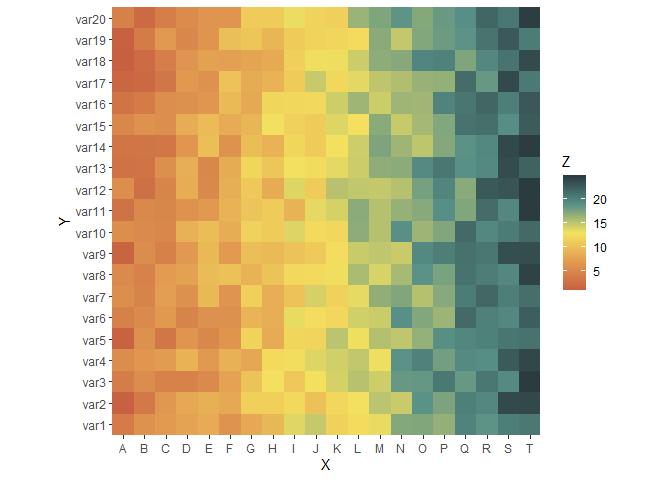 var20
var19
var18
var17
var16
var15
var14
var13
var12
var11
var10
var9
var8
var7
var6
var5
var4
var3
var2
var1
Y
A B C D E F G H I J K L M N O P Q R S T
X
Z
20
15
10
5